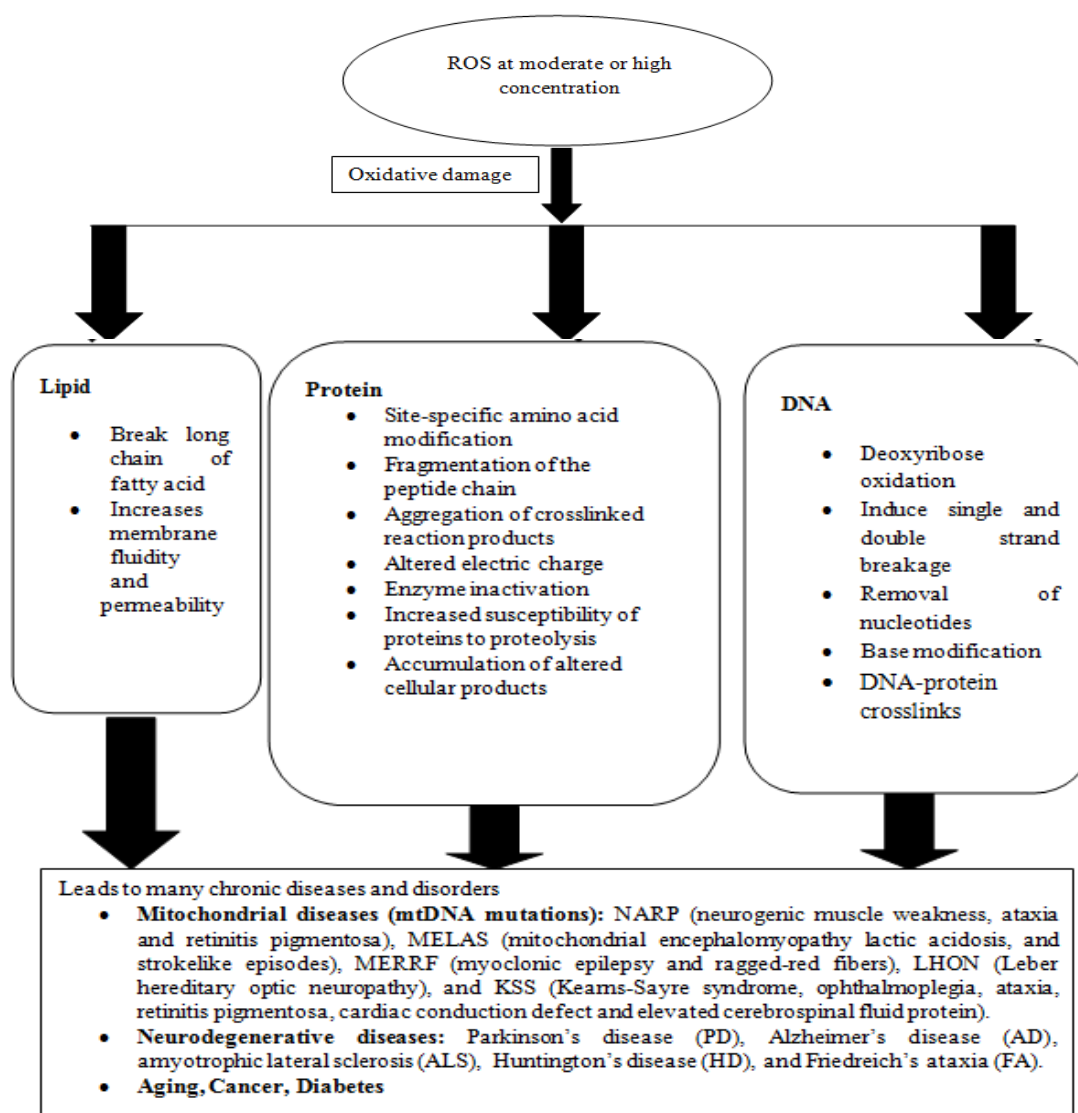 ROS at moderate or high
concentration
Oxidative damage
Lipid
• Break long
chain of
fatty acid
• Increases
membrane
fluidity
and
permeability
Protein
• Site-specific amino acid
modification
• Fragmentation of the
peptide chain
• Aggregation of crosslinked
reaction products
• Altered electric charge
• Enzyme inactivation
• Increased susceptibility of
proteins to proteolysis
• Accumulation of altered
cellular products
DNA
• Deoxyribose
oxidation
• Induce single and
double strand
breakage
• Removal of
nucleotides
• Base modification
• DNA-protein
crosslinks
Leads to many chronic diseases and disorders
• Mitochondrial diseases (mtDNA mutations): NARP (neurogenic muscle weakness, ataxia
and retinitis pigmentosa), MELAS (mitochondrial encephalomyopathy lactic acidosis, and
strokelike episodes), MERRF (myoclonic epilepsy and ragged-red fibers), LHON (Leber
hereditary optic neuropathy), and KSS (Kearns-Sayre syndrome, ophthalmoplegia, ataxia,
retinitis pigmentosa, cardiac conduction defect and elevated cerebrospinal fluid protein).
• Neurodegenerative diseases: Parkinson's disease (PD), Alzheimer's disease (AD),
amyotrophic lateral sclerosis (ALS), Huntington's disease (HD), and Friedreich's ataxia (FA).
• Aging, Cancer, Diabetes